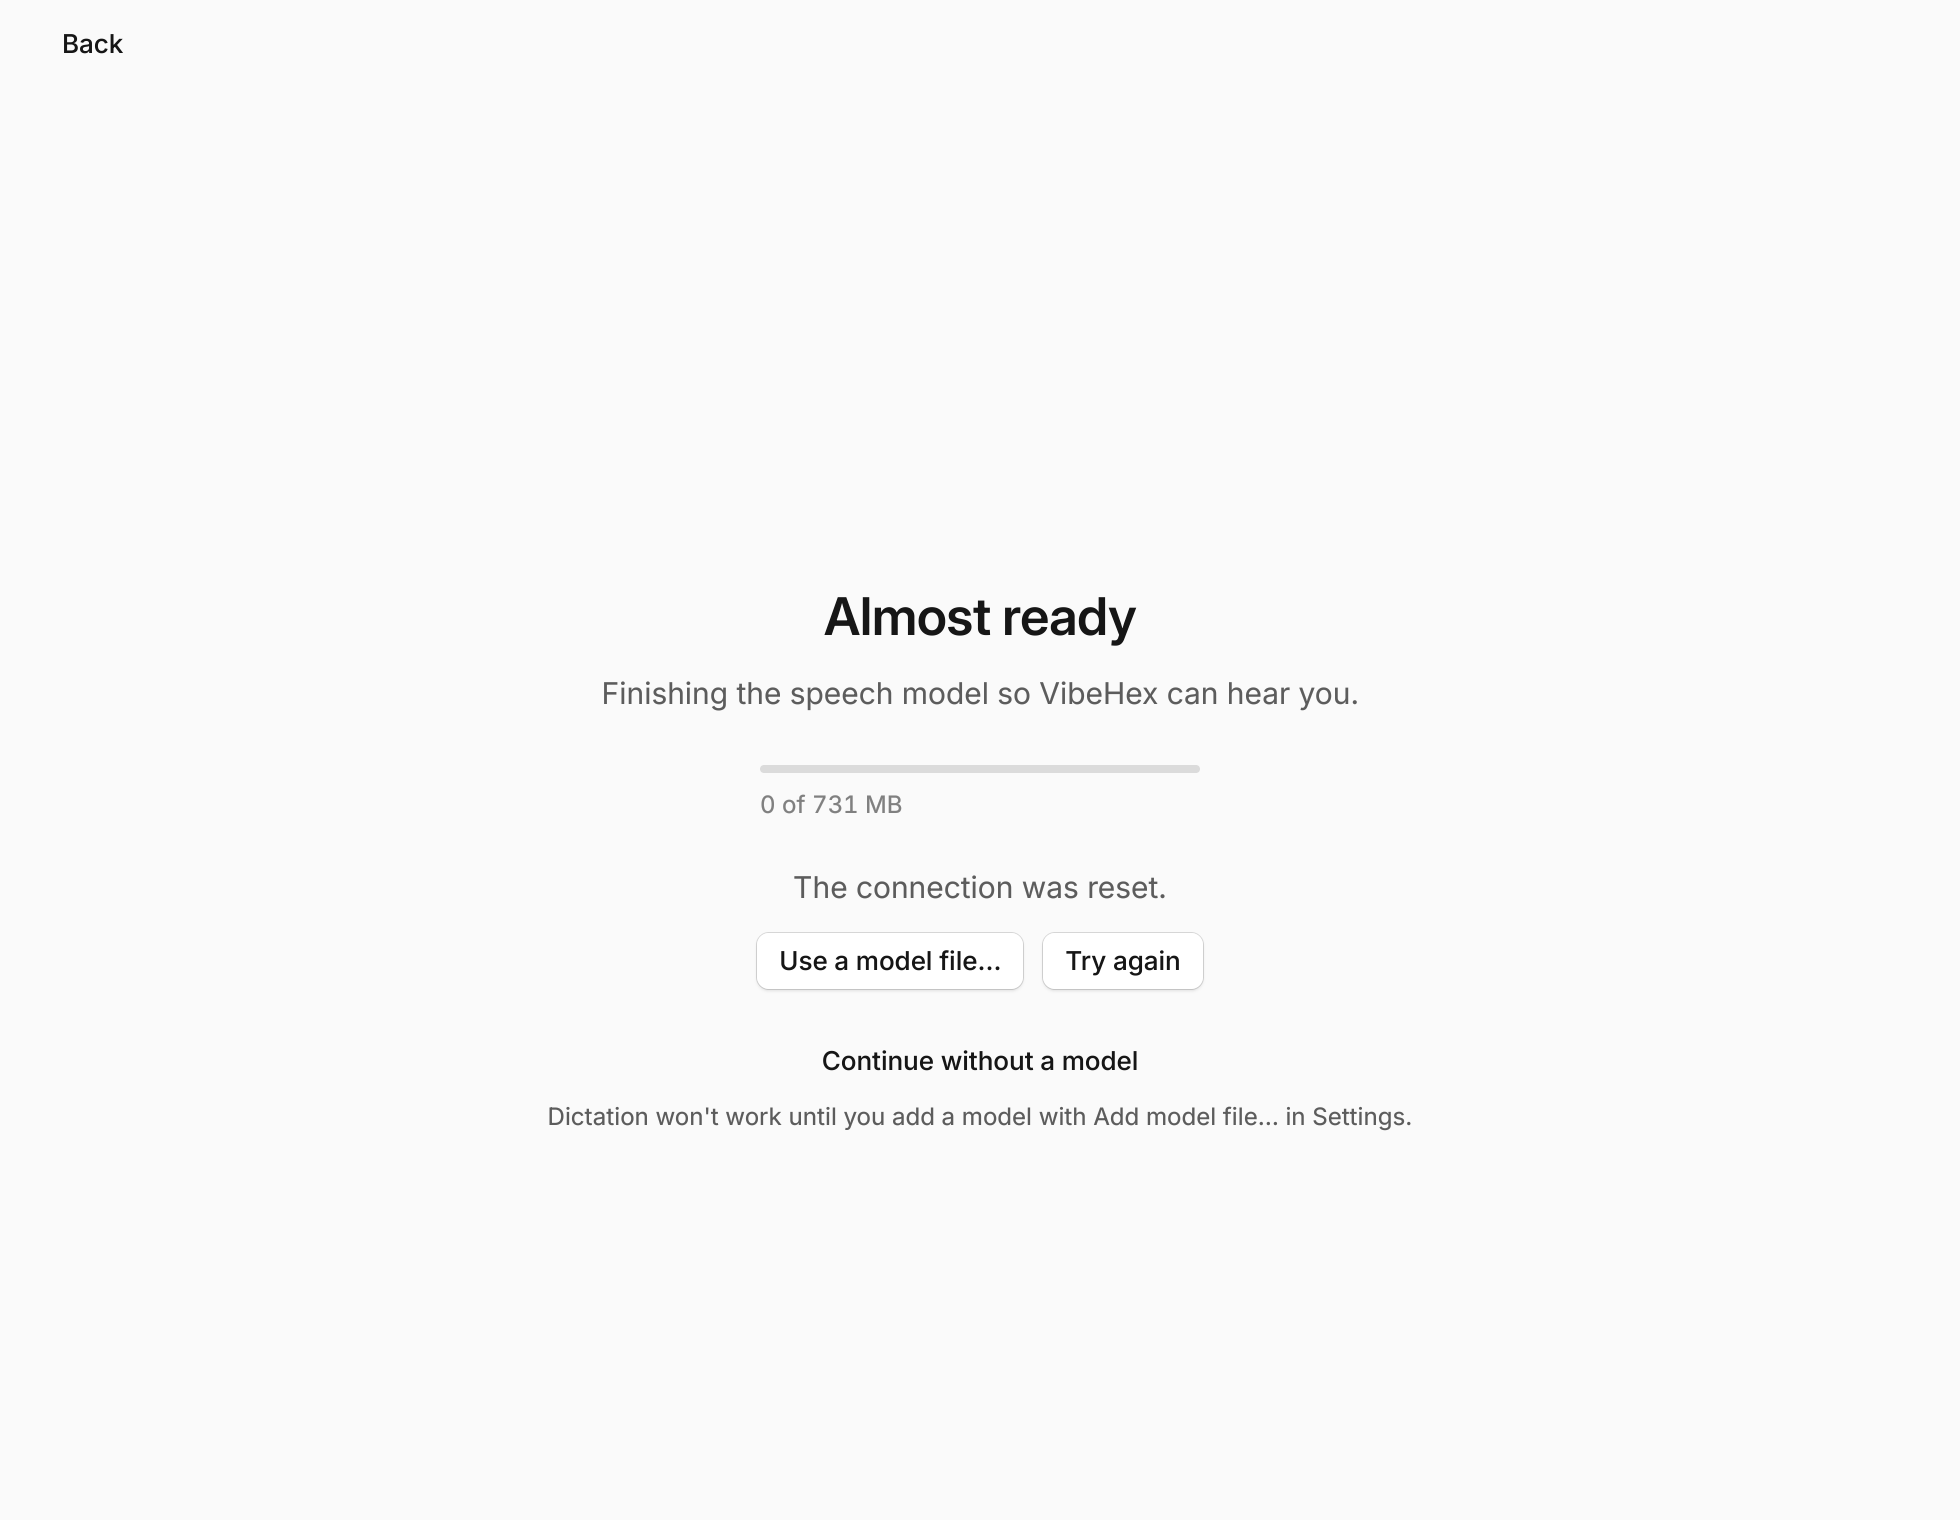 Back
Almost ready
Finishing the speech model so VibeHex can hear you.
0 of 731 MB
The connection was reset.
Use a model file...
Try again
Continue without a model
Dictation won't work until you add a model with Add model file... in Settings.